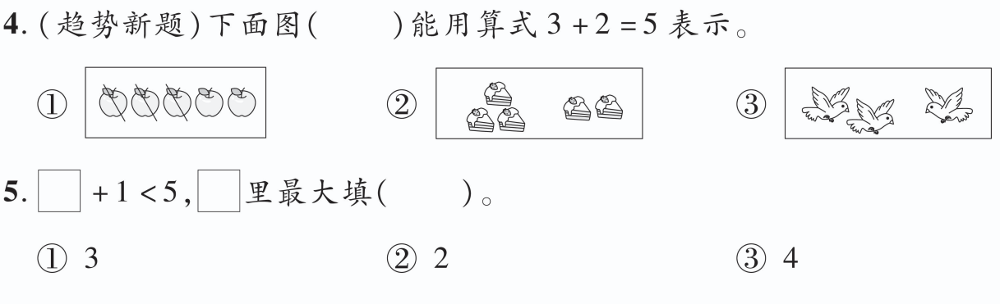 4. (趋势新题)下面图(　　)能用算式 3 + 2 = 5 表示。
① ② ③
5. □ + 1 < 5, □里最大填(　　)。
① 3 ② 2 ③ 4